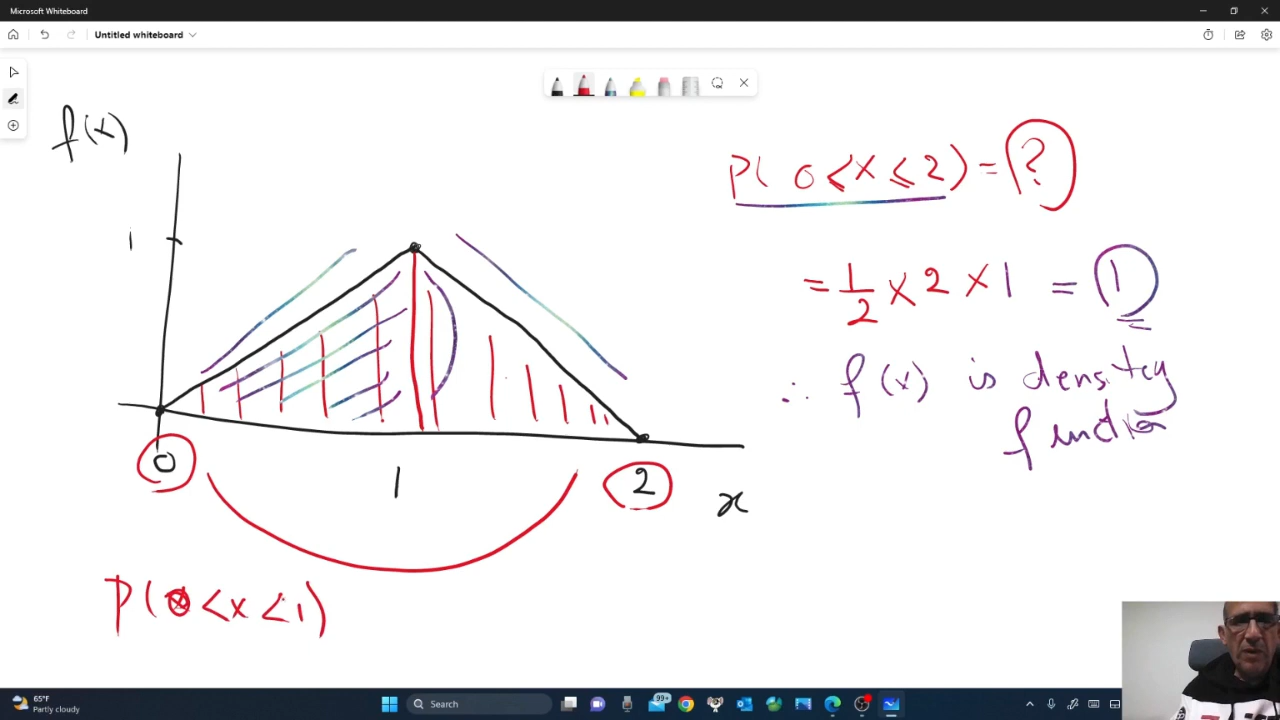 Microsoft Whiteboard
Untitled whiteboard
f(x)
1
0
1
2
x
P( 0 ≤ x ≤ 2) = ?
= 1/2 x 2 x 1 = 1
∴ f(x) is density
function
P( 0 < x < 1)
65°F
Partly cloudy
Search
99+